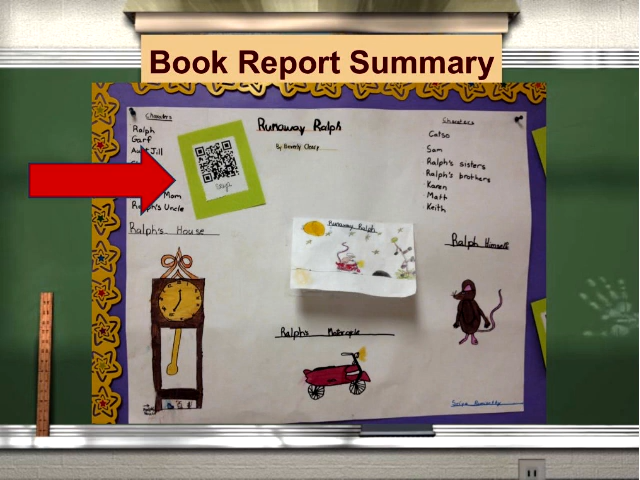 Book Report Summary
Characters
Ralph
Garf
Aunt Jill
Mom
Ralph's Uncle
Runaway Ralph
By Beverly Cleary
Characters
Catso
Sam
Ralph's sisters
Ralph's brothers
Karen
Matt
Keith
Ralph's House
Runaway Ralph
Ralph Himself
Ralph's Motorcycle